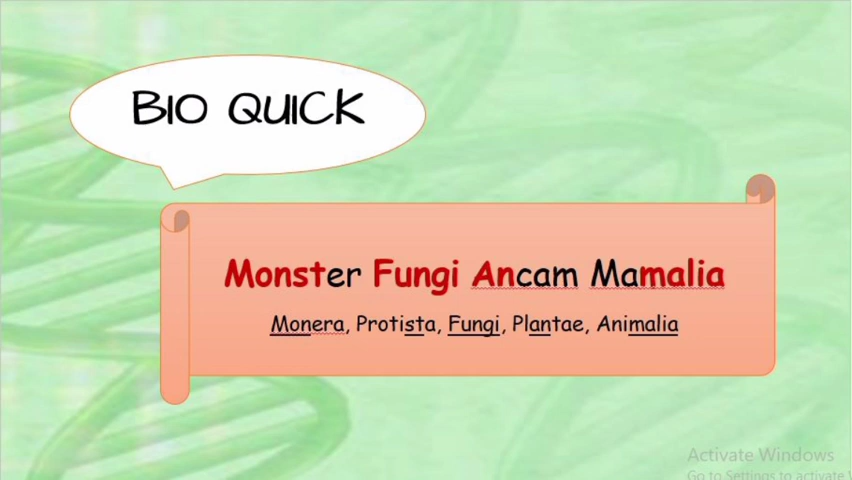 BIO QUICK
Monster Fungi Ancam Mamalia
Monera, Protista, Fungi, Plantae, Animalia
Activate Windows
Go to Settings to activate